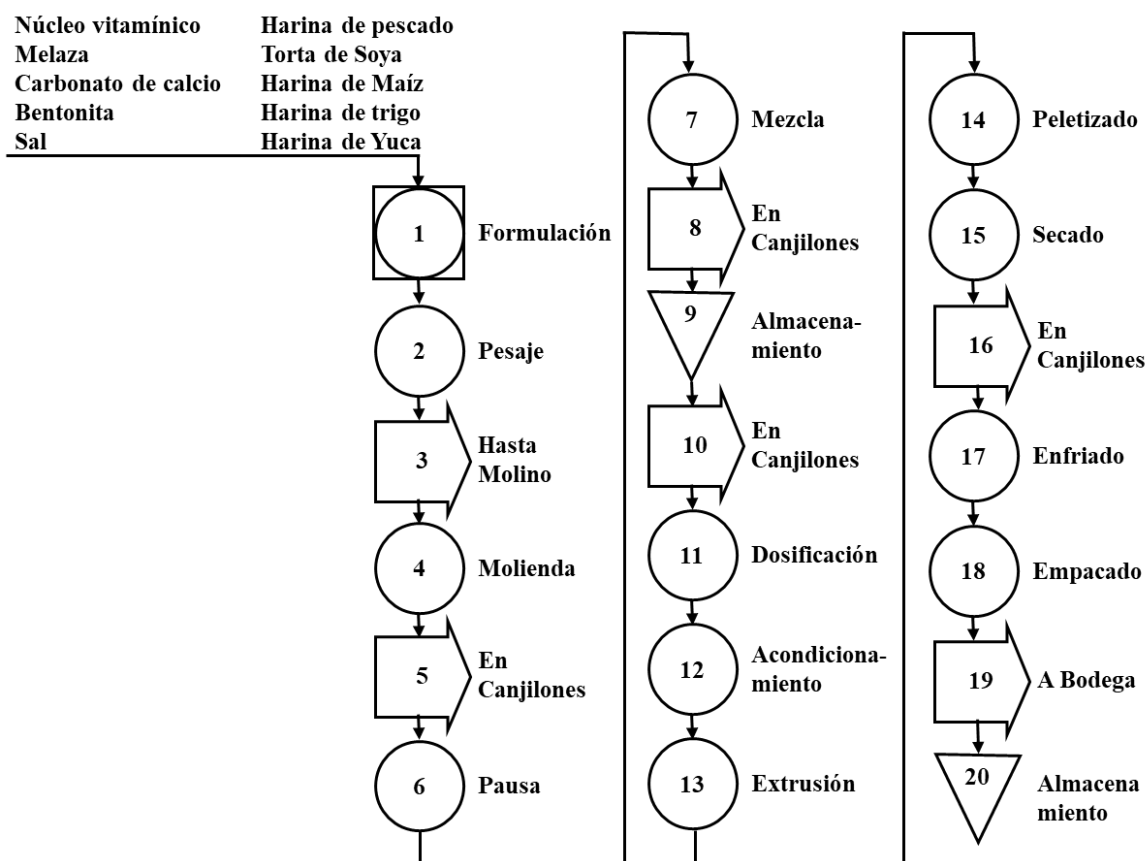 Núcleo vitamínico
Melaza
Carbonato de calcio
Bentonita
Sal
Harina de pescado
Torta de Soya
Harina de Maíz
Harina de trigo
Harina de Yuca
1
Formulación
2
Pesaje
3
Hasta
Molino
4
Molienda
5
En
Canjilones
6
Pausa
7
Mezcla
8
En
Canjilones
9
Almacena-
miento
10
En
Canjilones
11
Dosificación
12
Acondiciona-
miento
13
Extrusión
14
Peletizado
15
Secado
16
En
Canjilones
17
Enfriado
18
Empacado
19
A Bodega
20
Almacena
miento